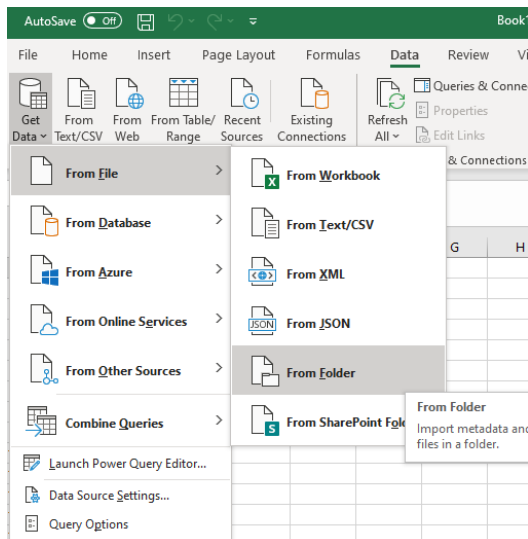 AutoSave Off Book1
File Home Insert Page Layout Formulas Data Review Vi
Get Data From Text/CSV From Web From Table/ Range Recent Sources Existing Connections Refresh All
Queries & Conne
Properties
Edit Links
& Connections
From File
From Database
From Azure
From Online Services
From Other Sources
Combine Queries
Launch Power Query Editor...
Data Source Settings...
Query Options
From Workbook
From Text/CSV
From XML
JSON From JSON
From Folder
From SharePoint Fol
G H
From Folder
Import metadata and
files in a folder.